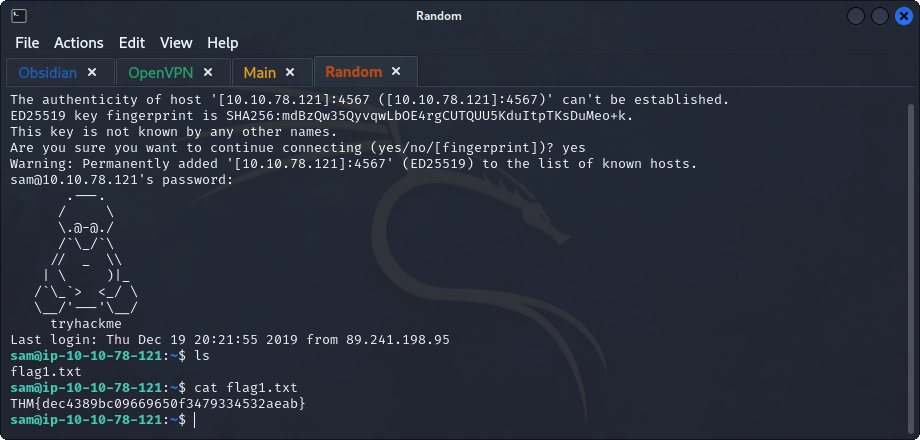 Random
File Actions Edit View Help
Obsidian × OpenVPN × Main × Random ×
The authenticity of host '[10.10.78.121]:4567 ([10.10.78.121]:4567)' can't be established.
ED25519 key fingerprint is SHA256:mdBzQw35QyvqwLbOE4rgCUTQUU5KduItpTKsDuMeo+k.
This key is not known by any other names.
Are you sure you want to continue connecting (yes/no/[fingerprint])? yes
Warning: Permanently added '[10.10.78.121]:4567' (ED25519) to the list of known hosts.
sam@10.10.78.121's password:
       .---.
      /     \
      \.@-@./
      /`\_/`\
     //  _  \\
    | \     )|_
   /`\_`>  <_/ \
   \__/'---'\__/
     tryhackme
Last login: Thu Dec 19 20:21:55 2019 from 89.241.198.95
sam@ip-10-10-78-121:~$ ls
flag1.txt
sam@ip-10-10-78-121:~$ cat flag1.txt
THM{dec4389bc09669650f3479334532aeab}
sam@ip-10-10-78-121:~$